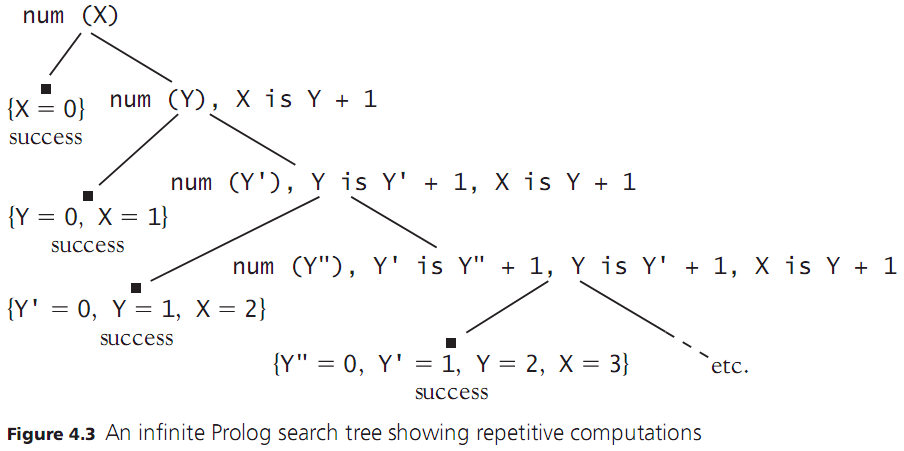 num (X)
{X = 0} num (Y), X is Y + 1
success
num (Y'), Y is Y' + 1, X is Y + 1
{Y = 0, X = 1}
success
num (Y"), Y' is Y" + 1, Y is Y' + 1, X is Y + 1
{Y' = 0, Y = 1, X = 2}
success
{Y" = 0, Y' = 1, Y = 2, X = 3} etc.
success
Figure 4.3 An infinite Prolog search tree showing repetitive computations